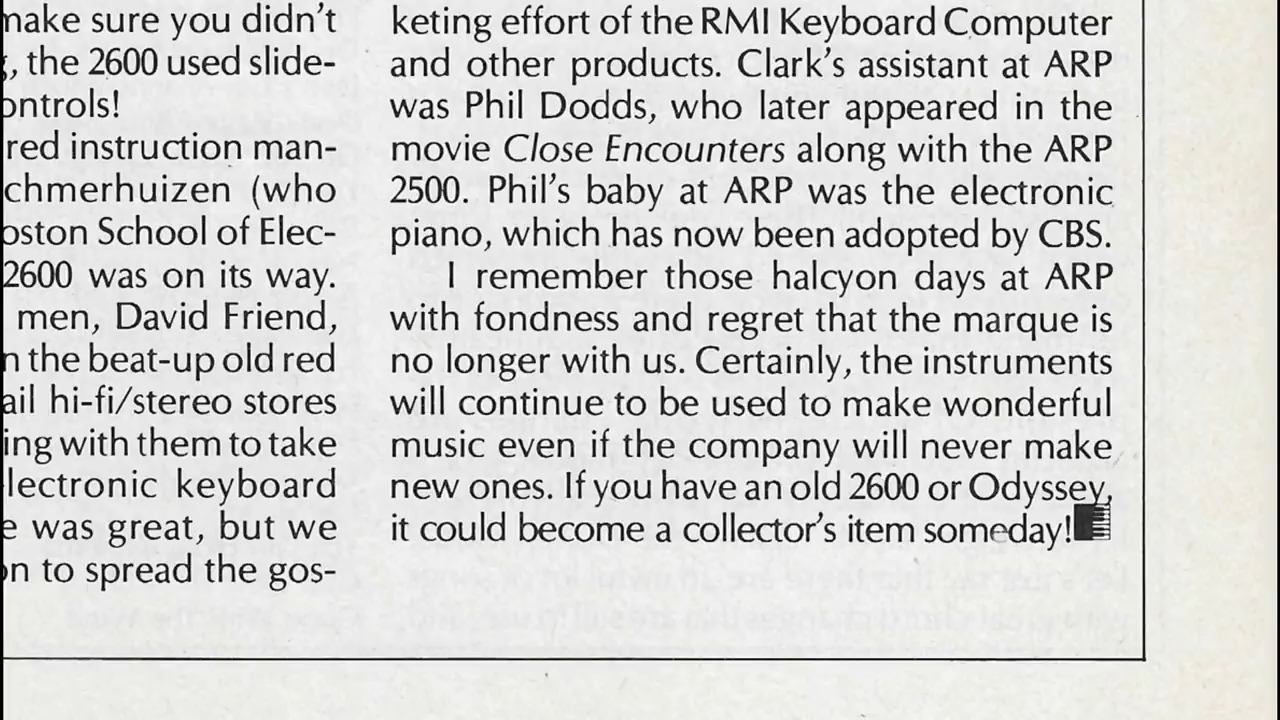 make sure you didn't
, the 2600 used slide-
ontrols!
red instruction man-
chmerhuizen (who
oston School of Elec-
2600 was on its way.
men, David Friend,
n the beat-up old red
ail hi-fi/stereo stores
ing with them to take
lectronic keyboard
e was great, but we
on to spread the gos-
keting effort of the RMI Keyboard Computer
and other products. Clark's assistant at ARP
was Phil Dodds, who later appeared in the
movie Close Encounters along with the ARP
2500. Phil's baby at ARP was the electronic
piano, which has now been adopted by CBS.
I remember those halcyon days at ARP
with fondness and regret that the marque is
no longer with us. Certainly, the instruments
will continue to be used to make wonderful
music even if the company will never make
new ones. If you have an old 2600 or Odyssey,
it could become a collector's item someday!